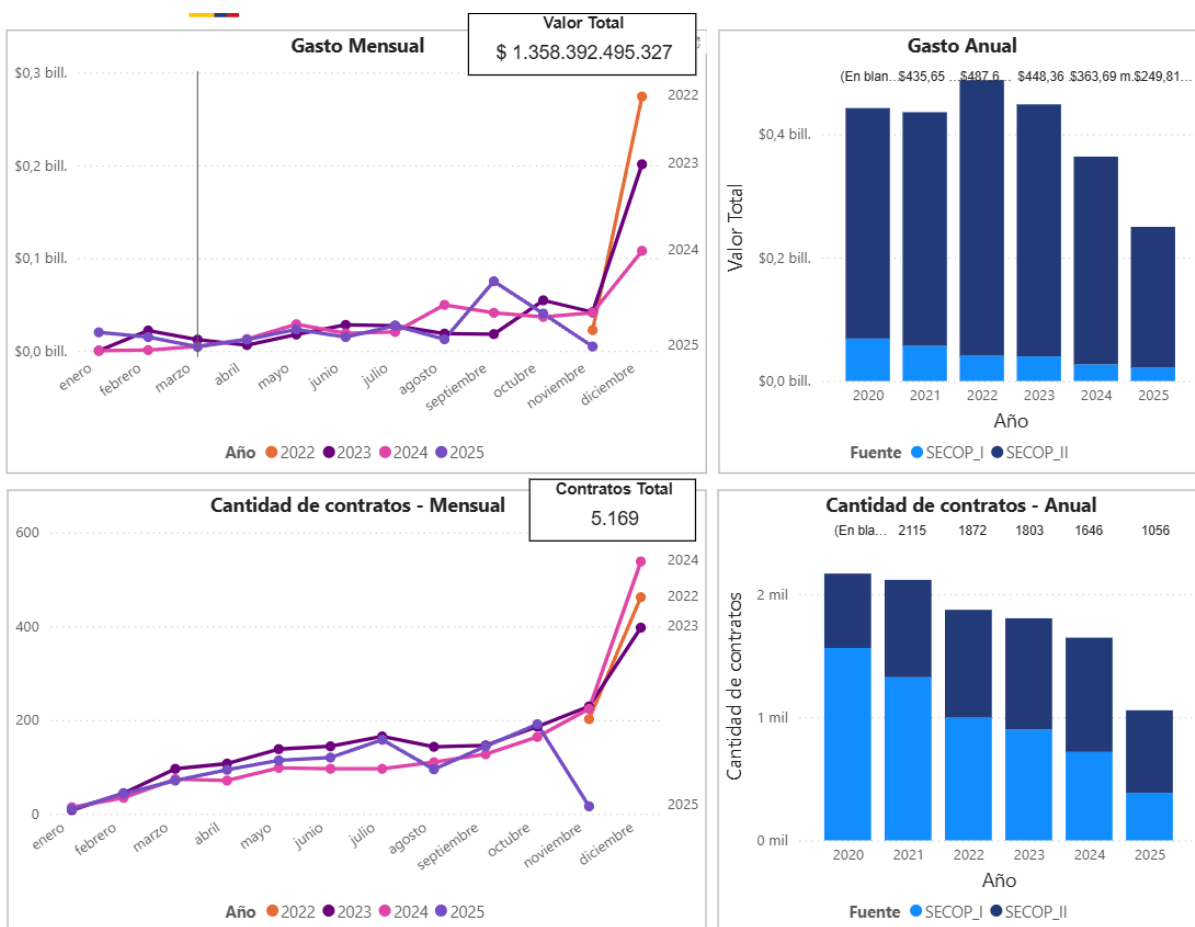 Gasto Mensual
Valor Total
$ 1.358.392.495.327
$0,3 bill.
$0,2 bill.
$0,1 bill.
$0,0 bill.
2022
2023
2024
2025
enero
febrero
marzo
abril
mayo
junio
julio
agosto
septiembre
octubre
noviembre
diciembre
Año 2022 2023 2024 2025
Gasto Anual
(En blan... $435,65 ... $487,6... $448,36 ... $363,69 m... $249,81...
Valor Total
$0,4 bill.
$0,2 bill.
$0,0 bill.
2020 2021 2022 2023 2024 2025
Año
Fuente SECOP_I SECOP_II
Cantidad de contratos - Mensual
Contratos Total
5.169
600
400
200
0
2024
2022
2023
2025
enero
febrero
marzo
abril
mayo
junio
julio
agosto
septiembre
octubre
noviembre
diciembre
Año 2022 2023 2024 2025
Cantidad de contratos - Anual
(En bla... 2115 1872 1803 1646 1056
Cantidad de contratos
2 mil
1 mil
0 mil
2020 2021 2022 2023 2024 2025
Año
Fuente SECOP_I SECOP_II